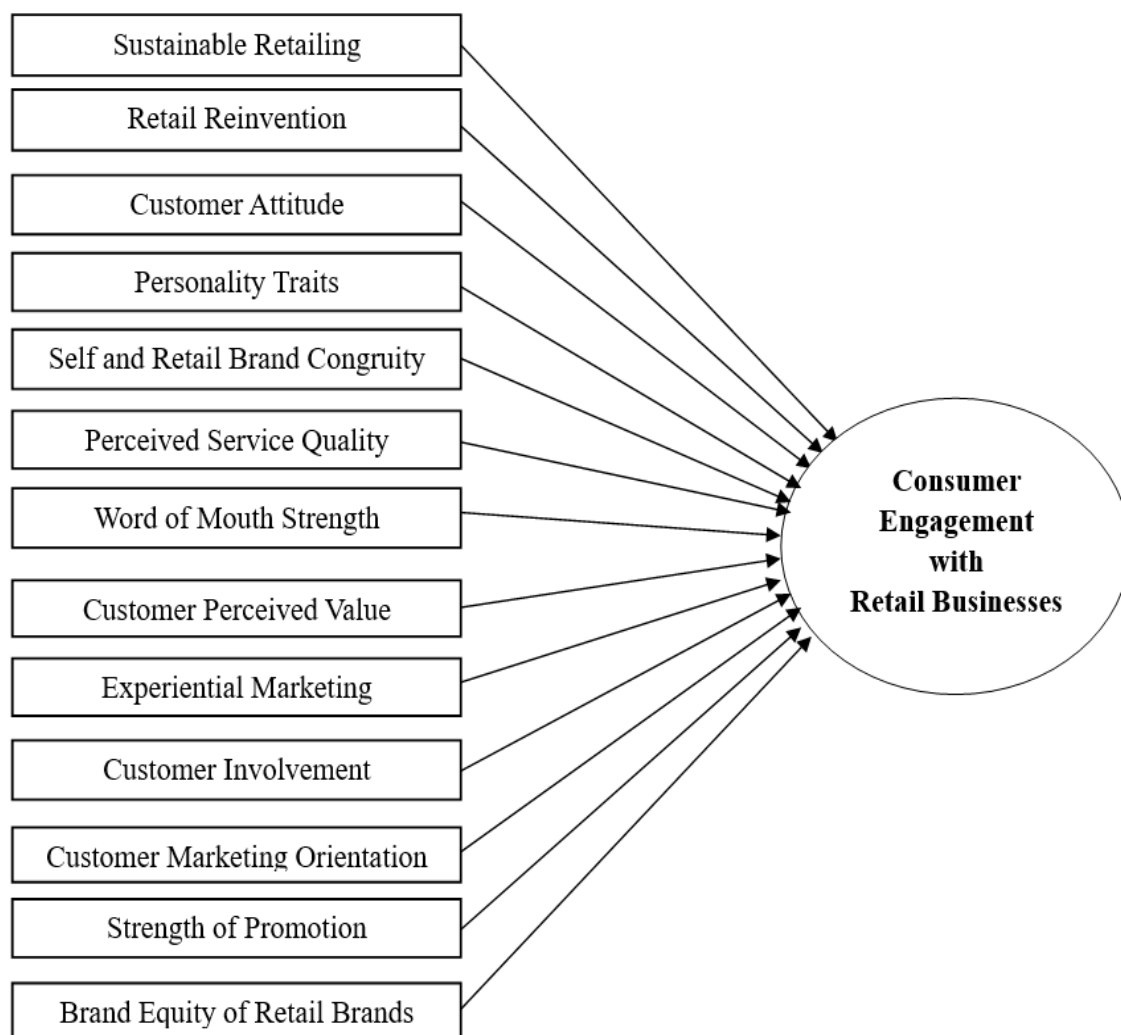 Sustainable Retailing
Retail Reinvention
Customer Attitude
Personality Traits
Self and Retail Brand Congruity
Perceived Service Quality
Word of Mouth Strength
Customer Perceived Value
Experiential Marketing
Customer Involvement
Customer Marketing Orientation
Strength of Promotion
Brand Equity of Retail Brands
Consumer
Engagement
with
Retail Businesses